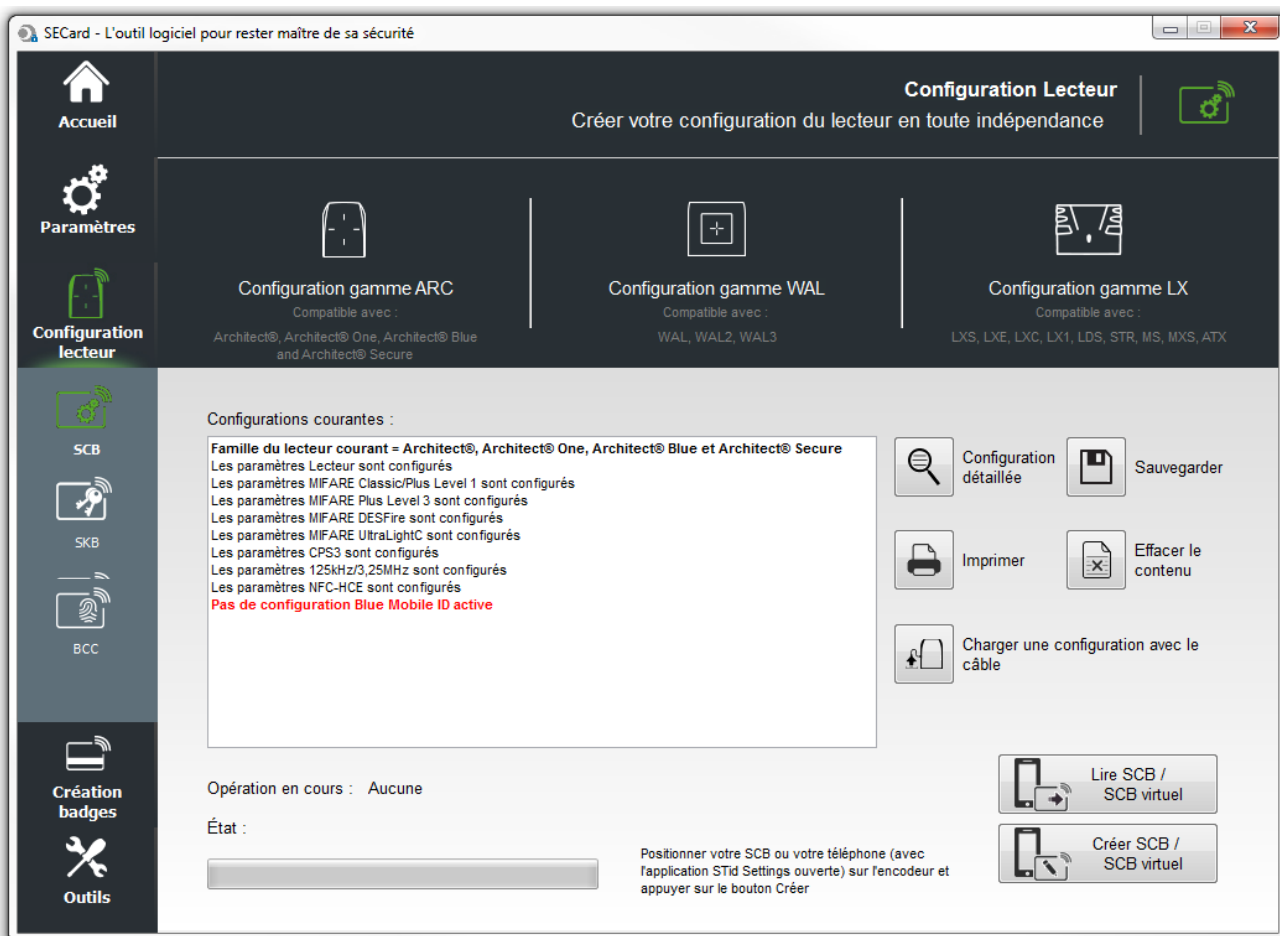 SECard - L'outil logiciel pour rester maître de sa sécurité
Accueil
Configuration Lecteur
Créer votre configuration du lecteur en toute indépendance
Paramètres
Configuration gamme ARC
Compatible avec :
Architect®, Architect® One, Architect® Blue
and Architect® Secure
Configuration gamme WAL
Compatible avec :
WAL, WAL2, WAL3
Configuration gamme LX
Compatible avec :
LXS, LXE, LXC, LX1, LDS, STR, MS, MXS, ATX
Configuration
lecteur
SCB
SKB
BCC
Configurations courantes :
Famille du lecteur courant = Architect®, Architect® One, Architect® Blue et Architect® Secure
Les paramètres Lecteur sont configurés
Les paramètres MIFARE Classic/Plus Level 1 sont configurés
Les paramètres MIFARE Plus Level 3 sont configurés
Les paramètres MIFARE DESFire sont configurés
Les paramètres MIFARE UltraLightC sont configurés
Les paramètres CPS3 sont configurés
Les paramètres 125kHz/3,25MHz sont configurés
Les paramètres NFC-HCE sont configurés
Pas de configuration Blue Mobile ID active
Configuration
détaillée
Sauvegarder
Imprimer
Effacer le
contenu
Charger une configuration avec le
câble
Création
badges
Outils
Opération en cours : Aucune
État :
Positionner votre SCB ou votre téléphone (avec
l'application STid Settings ouverte) sur l'encodeur et
appuyer sur le bouton Créer
Lire SCB /
SCB virtuel
Créer SCB /
SCB virtuel